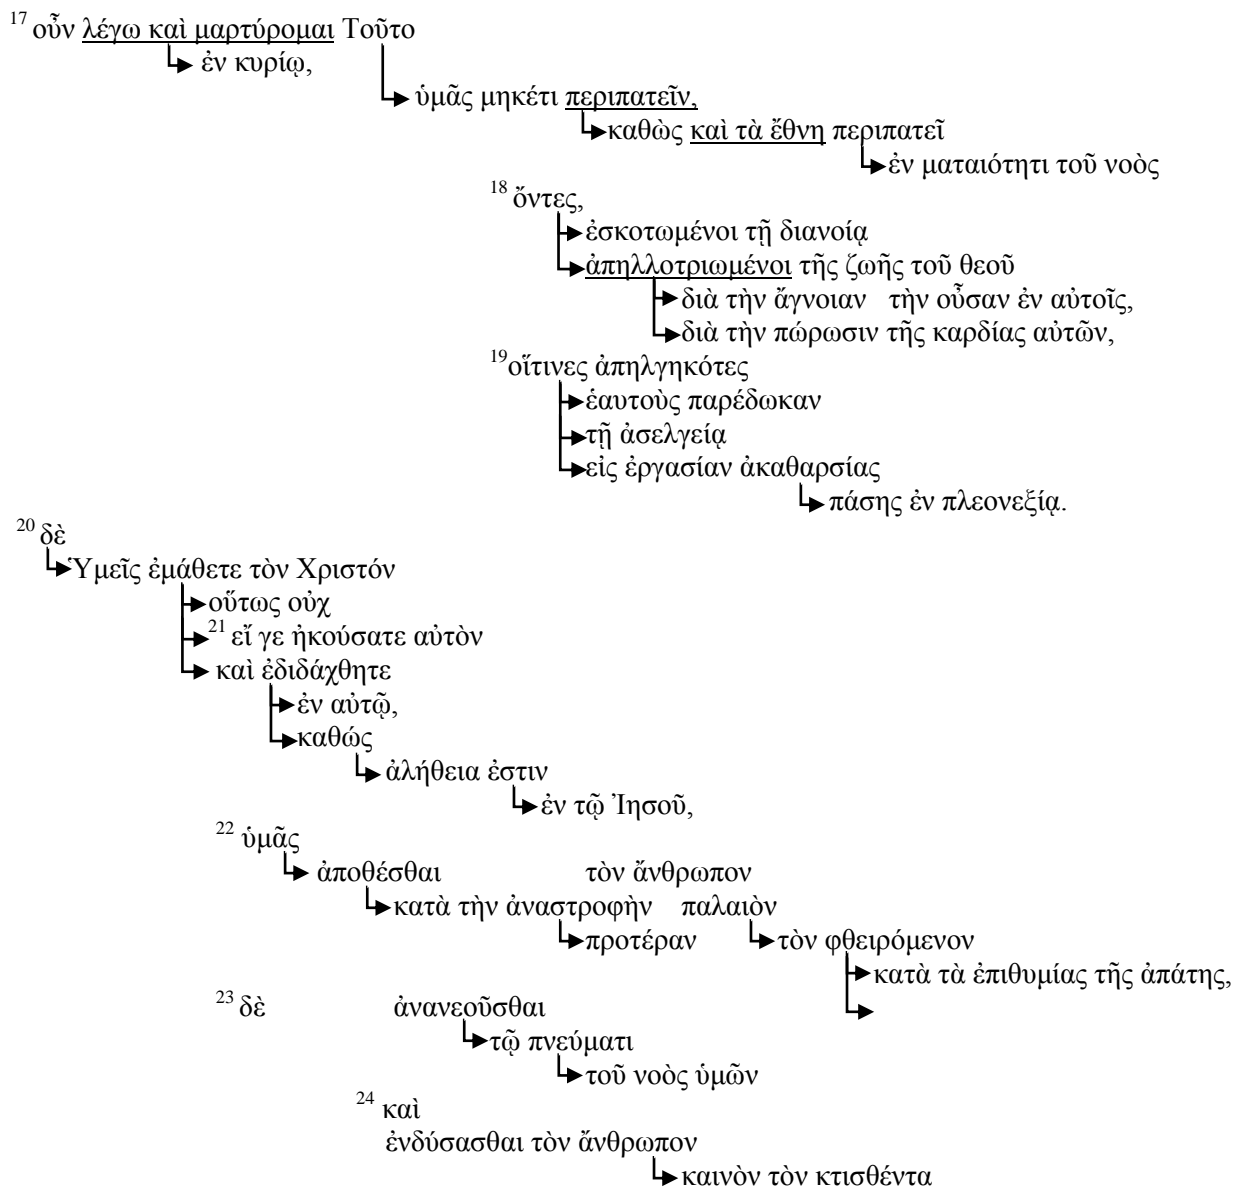 17 οὖν λέγω καὶ μαρτύρομαι Τοῦτο
ἐν κυρίῳ,
ὑμᾶς μηκέτι περιπατεῖν,
καθὼς καὶ τὰ ἔθνη περιπατεῖ
ἐν ματαιότητι τοῦ νοὸς
18 ὄντες,
ἐσκοτωμένοι τῇ διανοίᾳ
ἀπηλλοτριωμένοι τῆς ζωῆς τοῦ θεοῦ
διὰ τὴν ἄγνοιαν τὴν οὖσαν ἐν αὐτοῖς,
διὰ τὴν πώρωσιν τῆς καρδίας αὐτῶν,
19 οἵτινες ἀπηλγηκότες
ἑαυτοὺς παρέδωκαν
τῇ ἀσελγείᾳ
εἰς ἐργασίαν ἀκαθαρσίας
πάσης ἐν πλεονεξίᾳ.
20 δὲ
Ὑμεῖς ἐμάθετε τὸν Χριστόν
οὕτως οὐχ
21 εἴ γε ἠκούσατε αὐτὸν
καὶ ἐδιδάχθητε
ἐν αὐτῷ,
καθώς
ἀλήθεια ἐστιν
ἐν τῷ Ἰησοῦ,
22 ὑμᾶς
ἀποθέσθαι τὸν ἄνθρωπον
κατὰ τὴν ἀναστροφὴν παλαιὸν
προτέραν τὸν φθειρόμενον
κατὰ τὰ ἐπιθυμίας τῆς ἀπάτης,
23 δὲ ἀνανεοῦσθαι
τῷ πνεύματι
τοῦ νοὸς ὑμῶν
24 καὶ
ἐνδύσασθαι τὸν ἄνθρωπον
καινὸν τὸν κτισθέντα